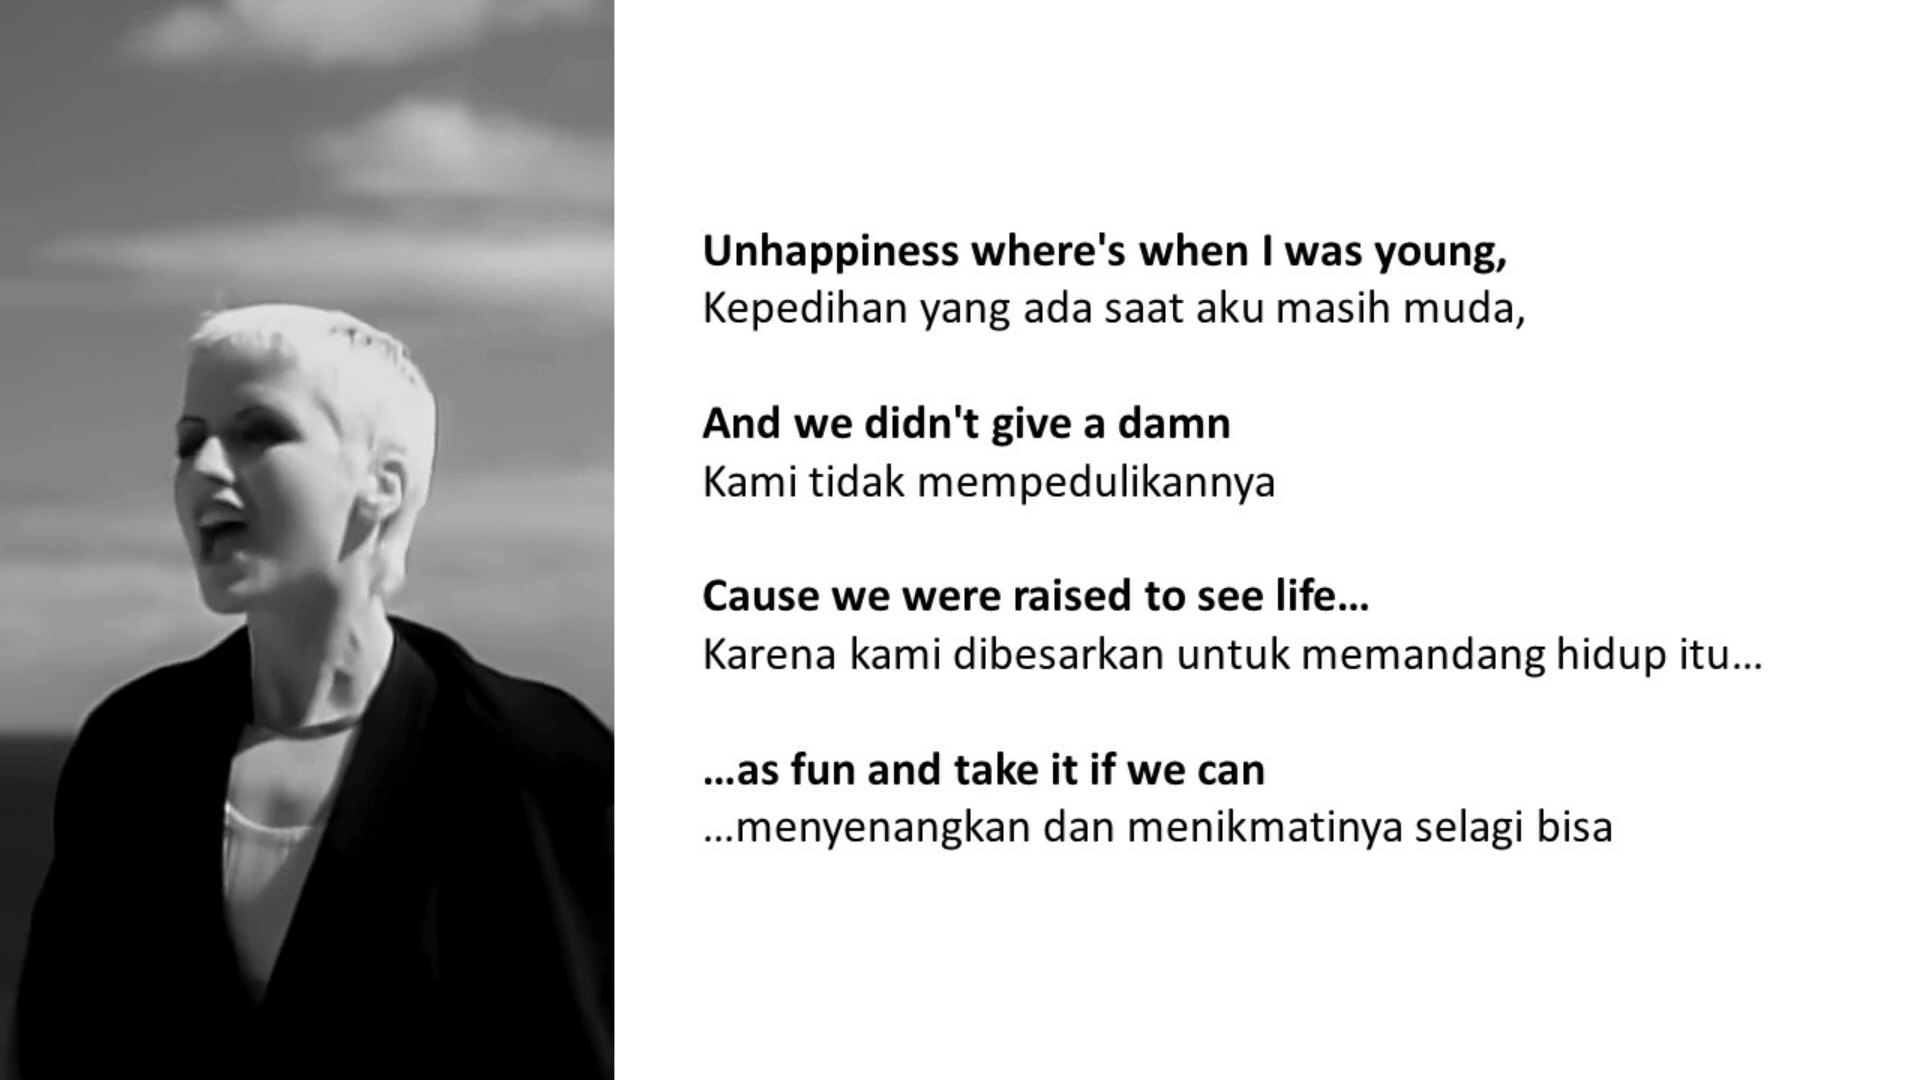 Unhappiness where's when I was young,
Kepedihan yang ada saat aku masih muda,
And we didn't give a damn
Kami tidak mempedulikannya
Cause we were raised to see life...
Karena kami dibesarkan untuk memandang hidup itu...
...as fun and take it if we can
...menyenangkan dan menikmatinya selagi bisa